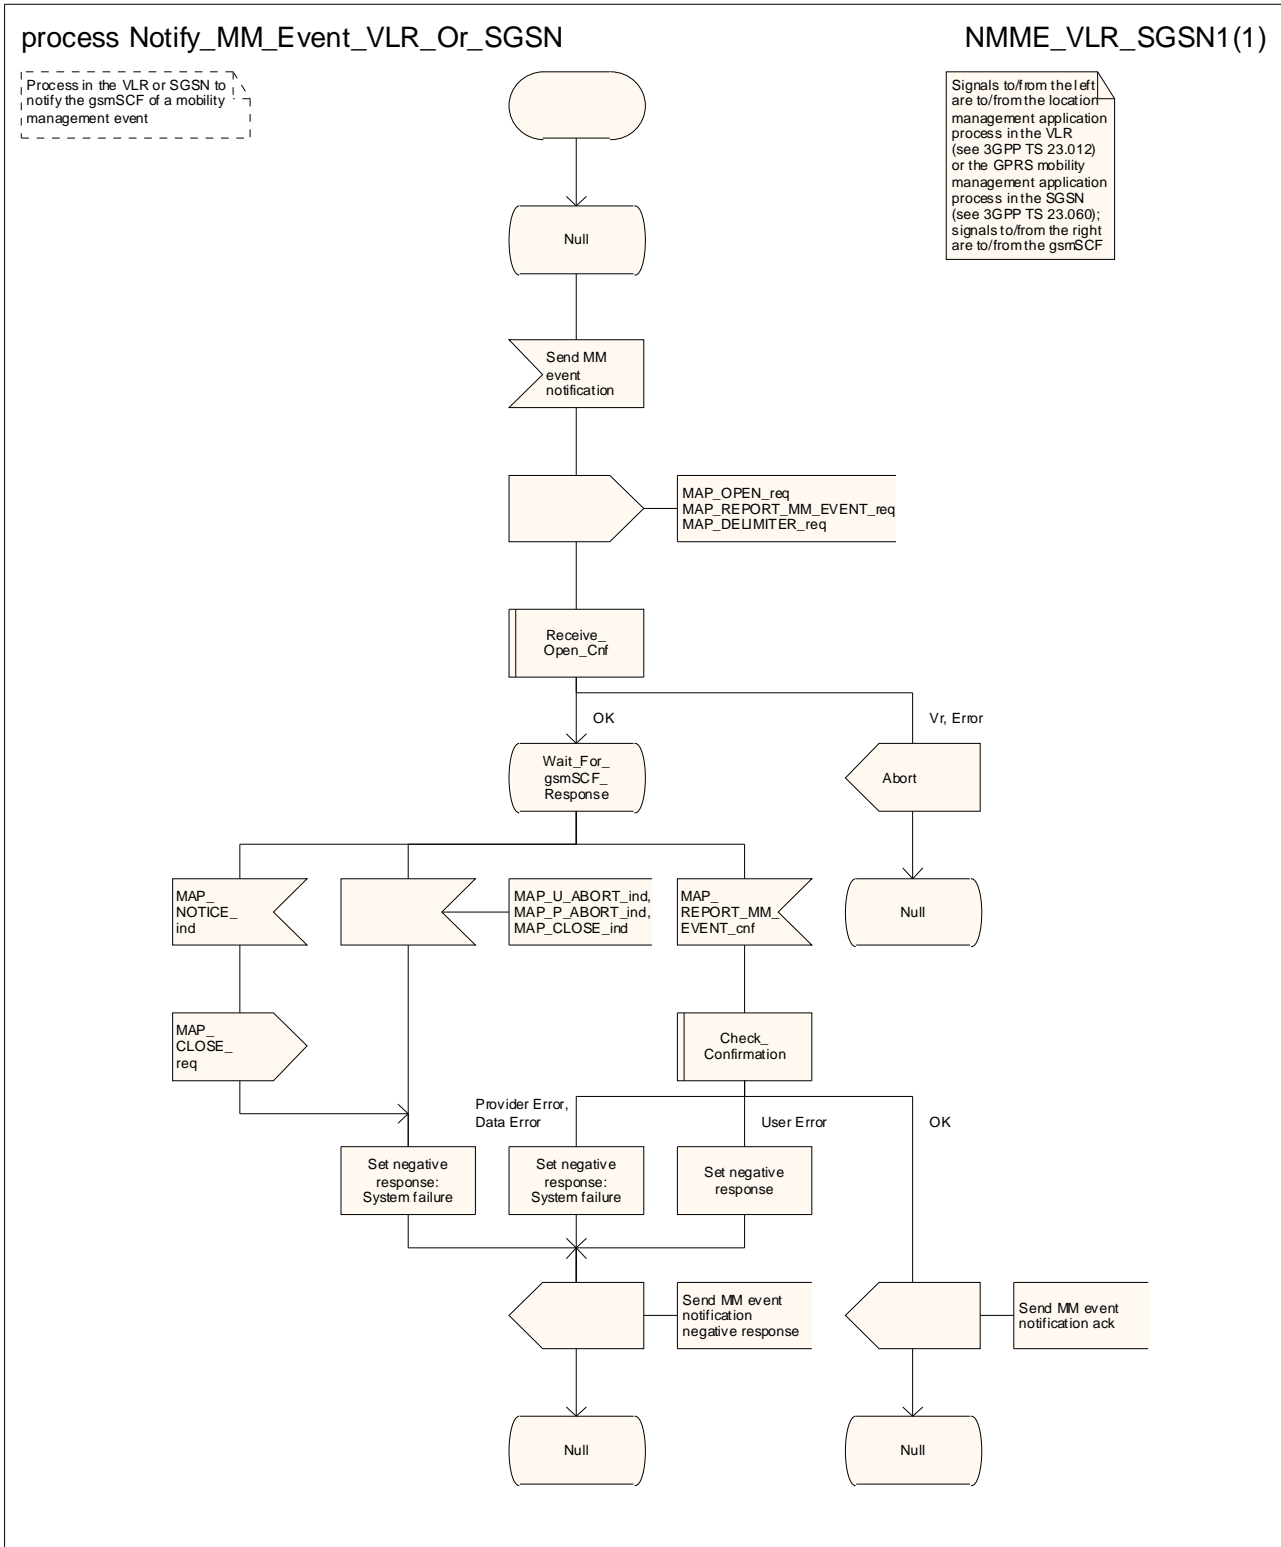 process Notify_MM_Event_VLR_Or_SGSN
NMME_VLR_SGSN1(1)
Process in the VLR or SGSN to
notify the gsmSCF of a mobility
management event
Signals to/from the left
are to/from the location
management application
process in the VLR
(see 3GPP TS 23.012)
or the GPRS mobility
management application
process in the SGSN
(see 3GPP TS 23.060);
signals to/from the right
are to/from the gsmSCF
Null
Send MM
event
notification
MAP_OPEN_req
MAP_REPORT_MM_EVENT_req
MAP_DELIMITER_req
Receive_
Open_Cnf
OK
Vr, Error
Wait_For_
gsmSCF_
Response
Abort
MAP_
NOTICE_
ind
MAP_U_ABORT_ind,
MAP_P_ABORT_ind,
MAP_CLOSE_ind
MAP_
REPORT_MM_
EVENT_cnf
Null
MAP_
CLOSE_
req
Check_
Confirmation
Provider Error,
Data Error
User Error
OK
Set negative
response:
System failure
Set negative
response:
System failure
Set negative
response
Send MM event
notification
negative response
Send MM event
notification ack
Null
Null